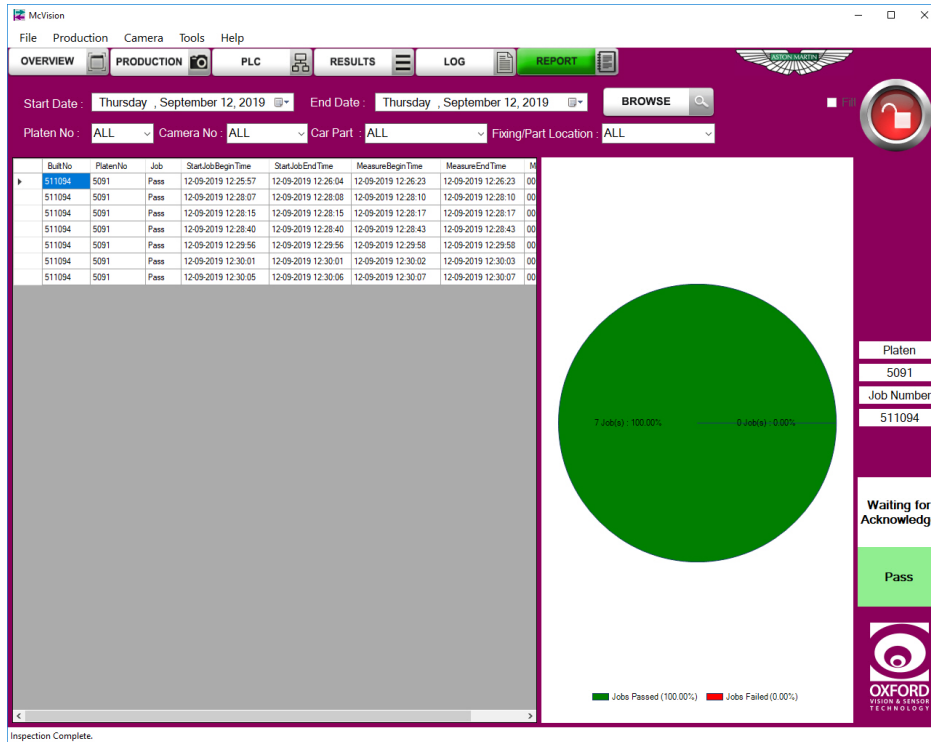 McVision
File Production Camera Tools Help
OVERVIEW PRODUCTION PLC RESULTS LOG REPORT
ASTON MARTIN
Start Date : Thursday , September 12, 2019 End Date : Thursday , September 12, 2019 BROWSE Fill
Platen No : ALL Camera No : ALL Car Part : ALL Fixing/Part Location : ALL
BuiltNo PlatenNo Job StartJobBeginTime StartJobEndTime MeasureBeginTime MeasureEndTime M
511094 5091 Pass 12-09-2019 12:25:57 12-09-2019 12:26:04 12-09-2019 12:26:23 12-09-2019 12:26:23 00
511094 5091 Pass 12-09-2019 12:28:07 12-09-2019 12:28:08 12-09-2019 12:28:10 12-09-2019 12:28:10 00
511094 5091 Pass 12-09-2019 12:28:15 12-09-2019 12:28:15 12-09-2019 12:28:17 12-09-2019 12:28:17 00
511094 5091 Pass 12-09-2019 12:28:40 12-09-2019 12:28:40 12-09-2019 12:28:43 12-09-2019 12:28:43 00
511094 5091 Pass 12-09-2019 12:29:56 12-09-2019 12:29:56 12-09-2019 12:29:58 12-09-2019 12:29:58 00
511094 5091 Pass 12-09-2019 12:30:01 12-09-2019 12:30:01 12-09-2019 12:30:02 12-09-2019 12:30:03 00
511094 5091 Pass 12-09-2019 12:30:05 12-09-2019 12:30:06 12-09-2019 12:30:07 12-09-2019 12:30:07 00
7 Job(s) : 100.00% 0 Job(s) : 0.00%
Jobs Passed (100.00%) Jobs Failed (0.00%)
Platen
5091
Job Number
511094
Waiting for
Acknowledg
Pass
OXFORD
VISION & SENSOR
TECHNOLOGY
Inspection Complete.